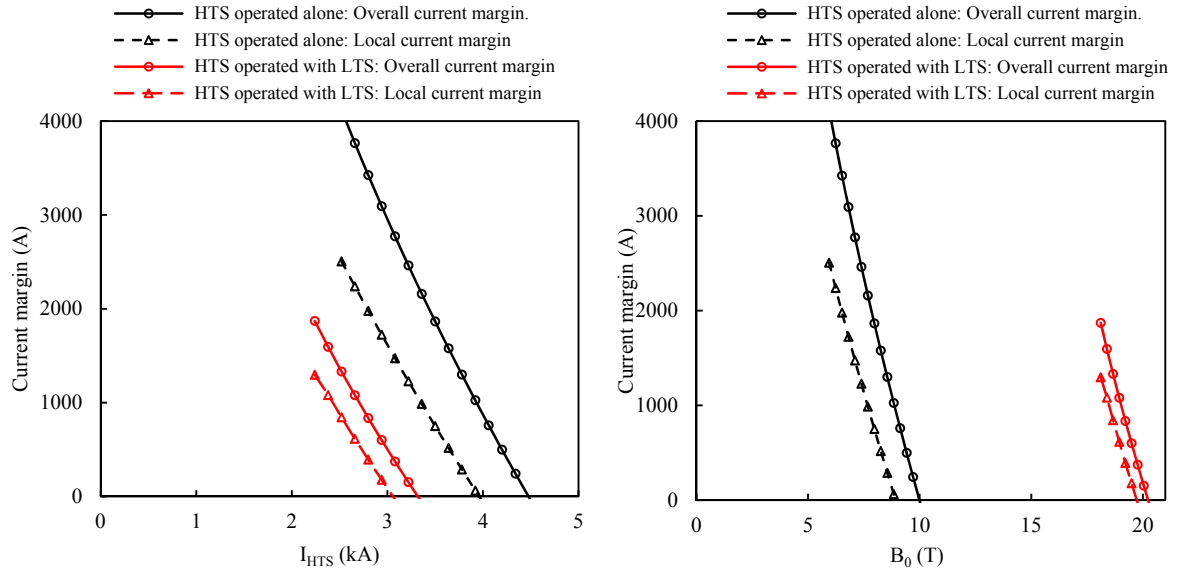 HTS operated alone: Overall current margin.
HTS operated alone: Local current margin
HTS operated with LTS: Overall current margin
HTS operated with LTS: Local current margin
4000
3000
2000
1000
0
0 1 2 3 4 5
Current margin (A)
I_HTS (kA)
HTS operated alone: Overall current margin.
HTS operated alone: Local current margin
HTS operated with LTS: Overall current margin
HTS operated with LTS: Local current margin
4000
3000
2000
1000
0
0 5 10 15 20
Current margin (A)
B_0 (T)